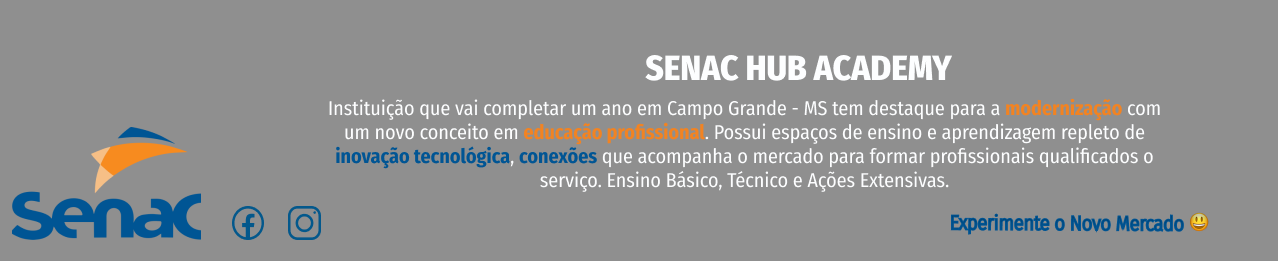 SENAC HUB ACADEMY
Instituição que vai completar um ano em Campo Grande - MS tem destaque para a modernização com
um novo conceito em educação profissional. Possui espaços de ensino e aprendizagem repleto de
inovação tecnológica, conexões que acompanha o mercado para formar profissionais qualificados o
serviço. Ensino Básico, Técnico e Ações Extensivas.
Senac
Experimente o Novo Mercado 😃